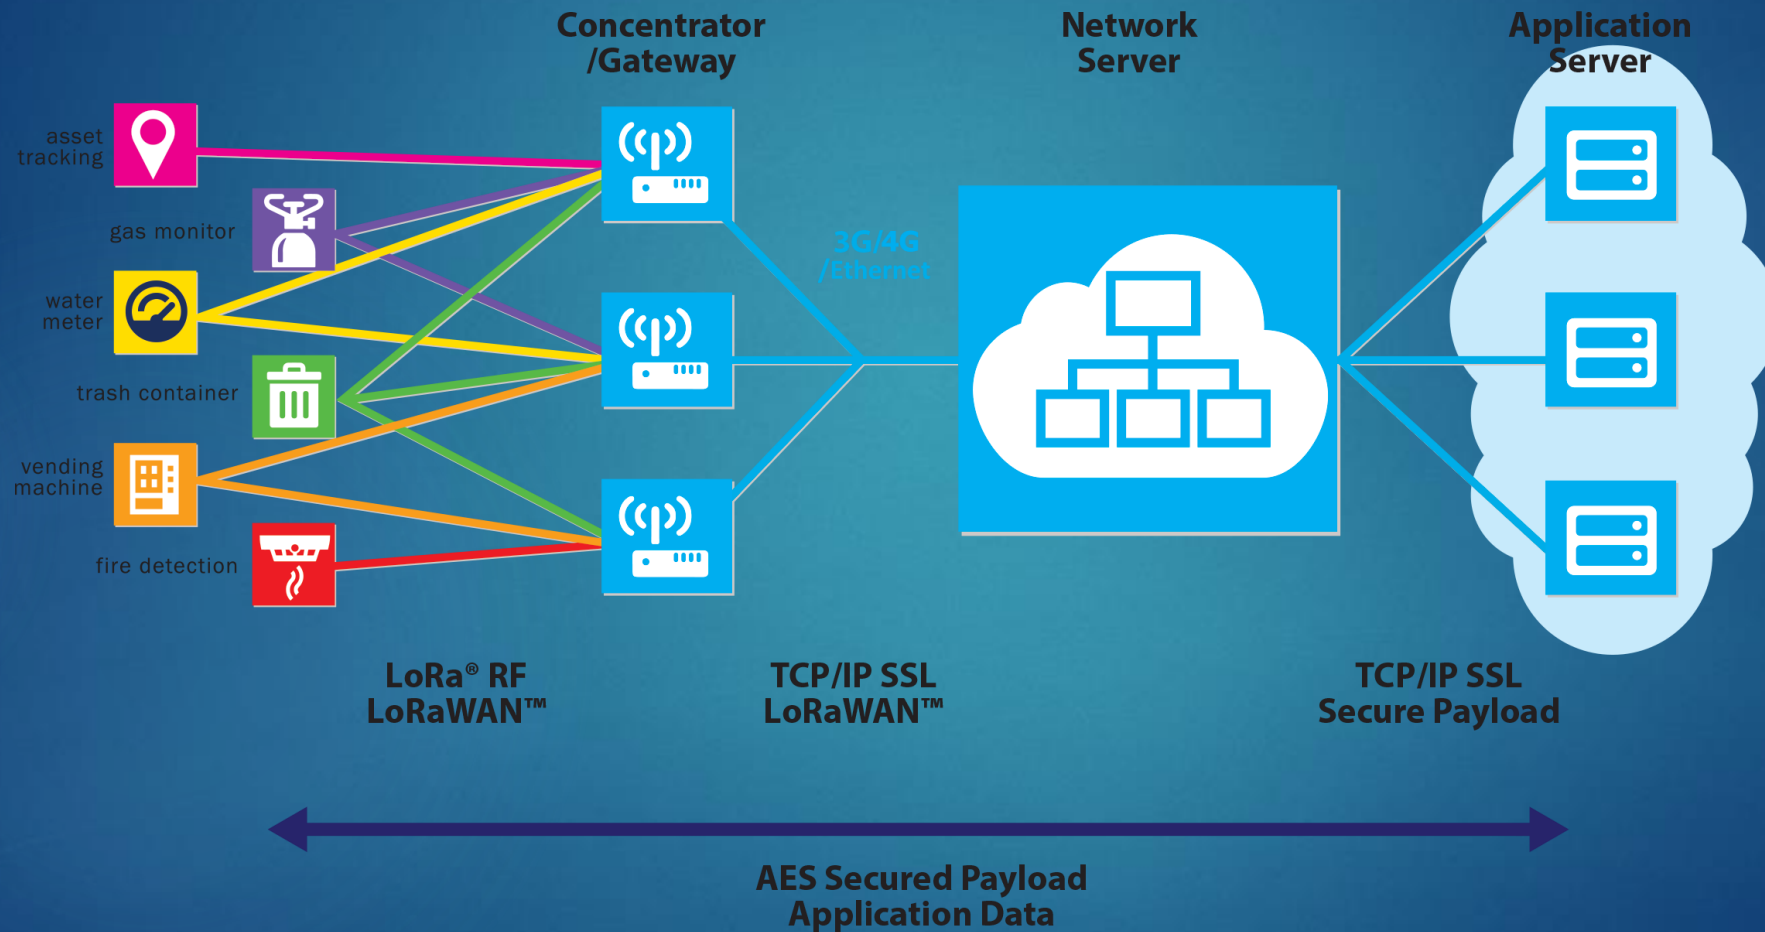 Concentrator
/Gateway
Network
Server
Application
Server
asset
tracking
gas monitor
water
meter
trash container
vending
machine
fire detection
3G/4G
/Ethernet
LoRa® RF
LoRaWAN™
TCP/IP SSL
LoRaWAN™
TCP/IP SSL
Secure Payload
AES Secured Payload
Application Data